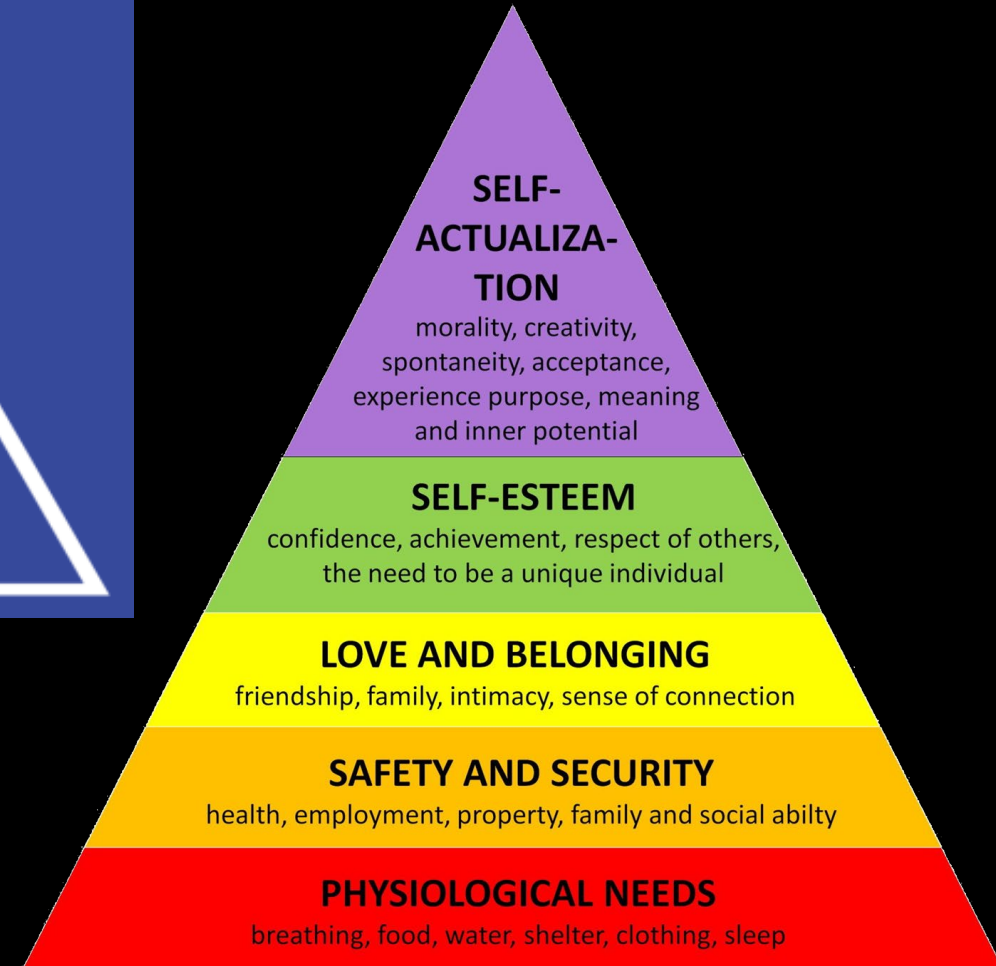 SELF-
ACTUALIZA-
TION
morality, creativity,
spontaneity, acceptance,
experience purpose, meaning
and inner potential
SELF-ESTEEM
confidence, achievement, respect of others,
the need to be a unique individual
LOVE AND BELONGING
friendship, family, intimacy, sense of connection
SAFETY AND SECURITY
health, employment, property, family and social abilty
PHYSIOLOGICAL NEEDS
breathing, food, water, shelter, clothing, sleep